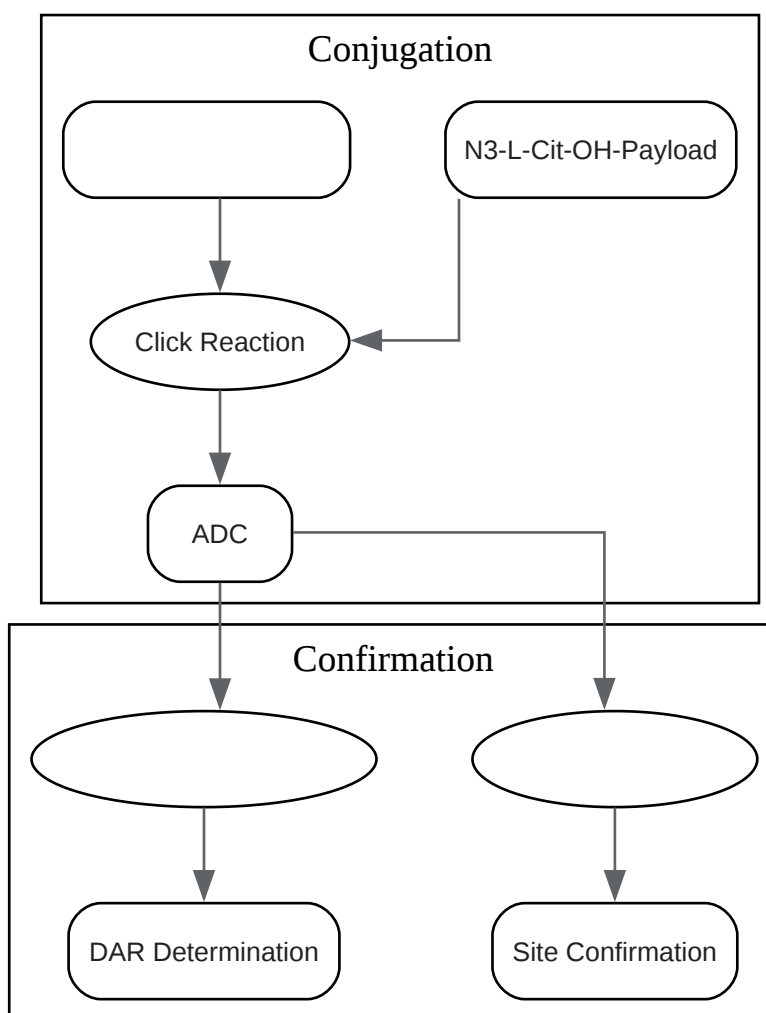 Conjugation
N3-L-Cit-OH-Payload
Click Reaction
ADC
Confirmation
DAR Determination
Site Confirmation